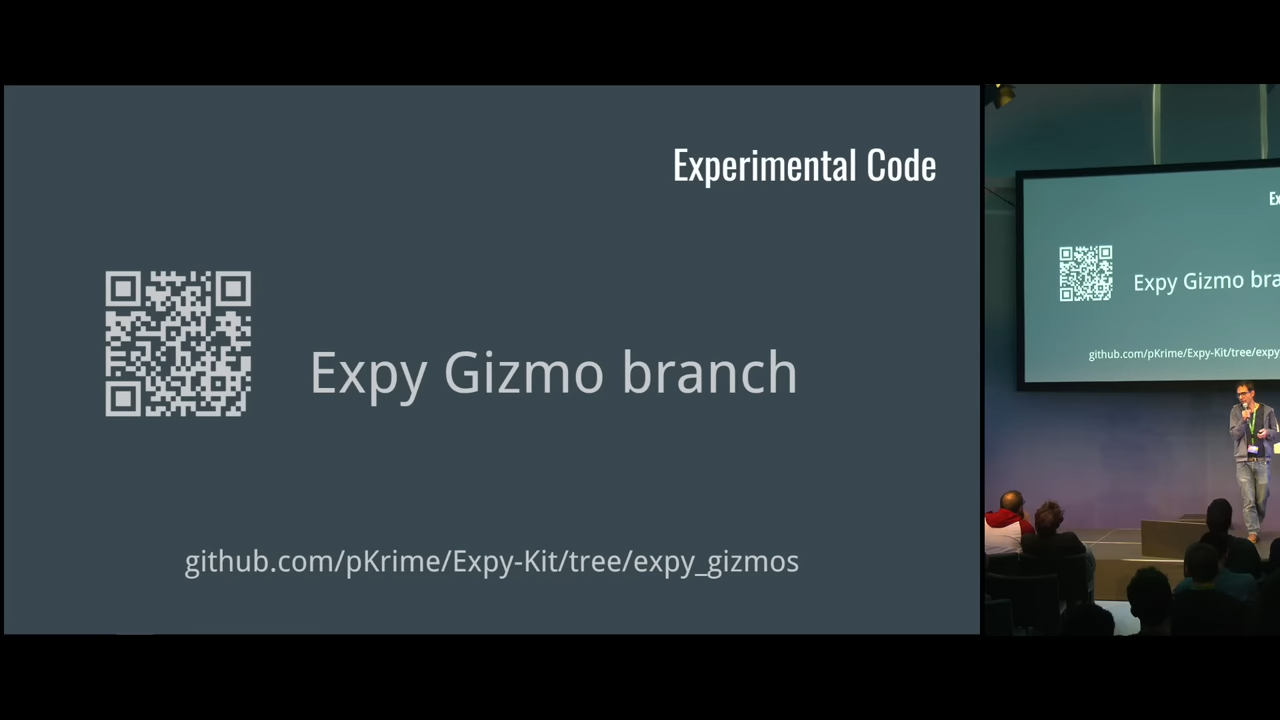 Experimental Code
Expy Gizmo branch
github.com/pKrime/Expy-Kit/tree/expy_gizmos
Ex
Expy Gizmo bra
github.com/pKrime/Expy-Kit/tree/expy